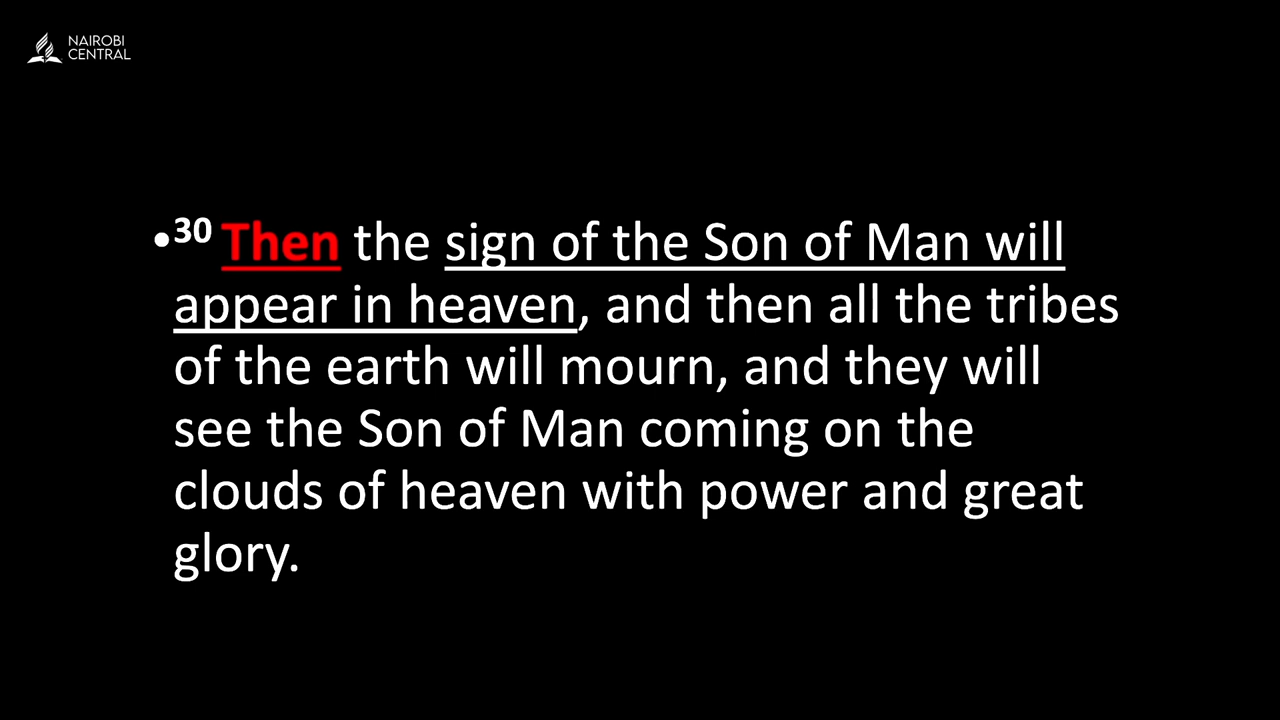 NAIROBI
CENTRAL
•30 Then the sign of the Son of Man will
appear in heaven, and then all the tribes
of the earth will mourn, and they will
see the Son of Man coming on the
clouds of heaven with power and great
glory.